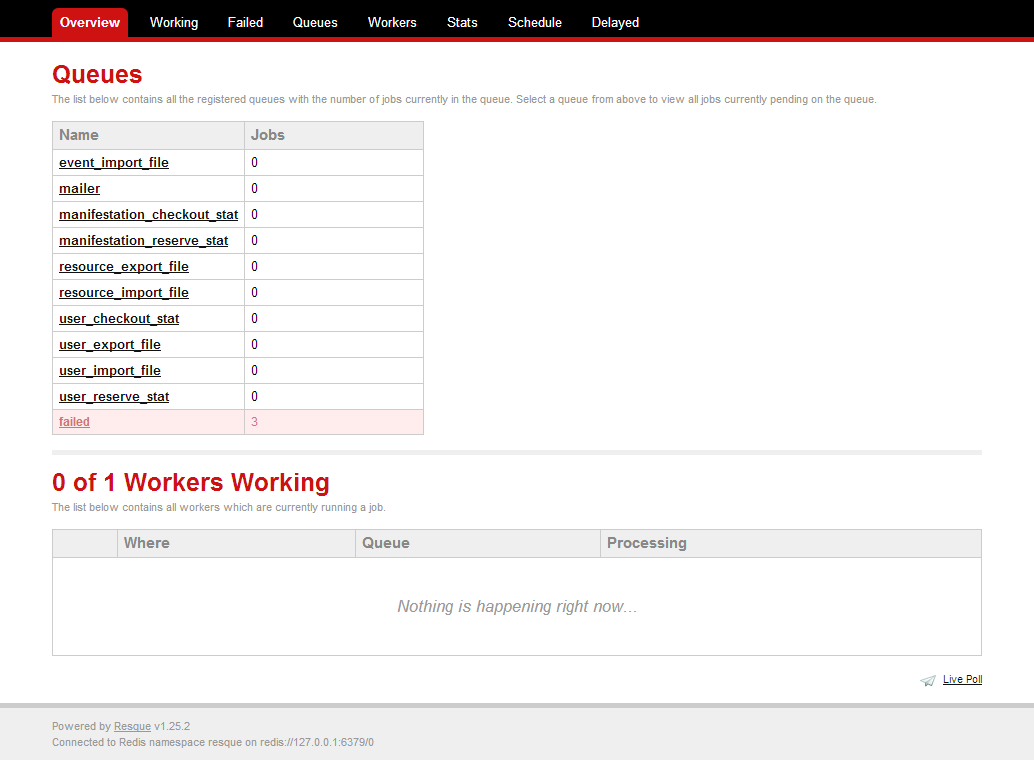 Overview Working Failed Queues Workers Stats Schedule Delayed
Queues
The list below contains all the registered queues with the number of jobs currently in the queue. Select a queue from above to view all jobs currently pending on the queue.
Name Jobs
event_import_file 0
mailer 0
manifestation_checkout_stat 0
manifestation_reserve_stat 0
resource_export_file 0
resource_import_file 0
user_checkout_stat 0
user_export_file 0
user_import_file 0
user_reserve_stat 0
failed 3
0 of 1 Workers Working
The list below contains all workers which are currently running a job.
Where Queue Processing
Nothing is happening right now...
Live Poll
Powered by Resque v1.25.2
Connected to Redis namespace resque on redis://127.0.0.1:6379/0